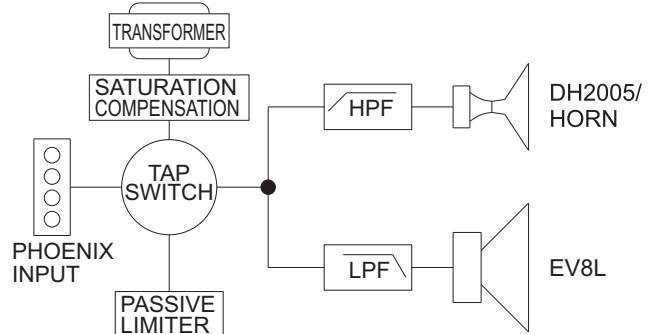 TRANSFORMER
SATURATION
COMPENSATION
HPF
DH2005/
HORN
TAP
SWITCH
PHOENIX
INPUT
LPF
EV8L
PASSIVE
LIMITER